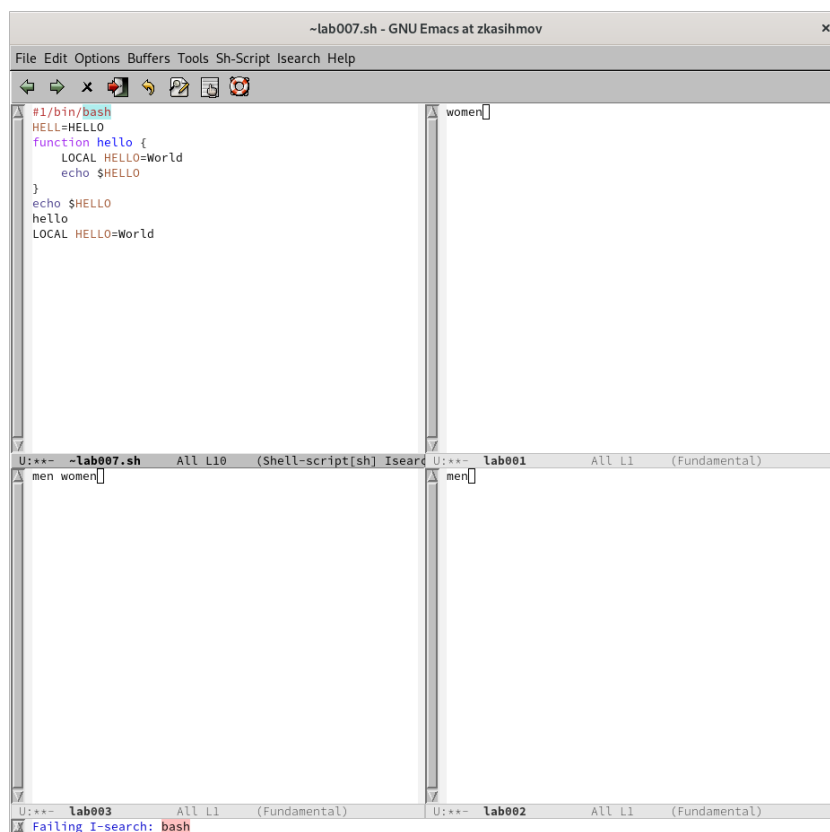 ~lab007.sh - GNU Emacs at zkasihmov
×
File Edit Options Buffers Tools Sh-Script Isearch Help
#1/bin/bash
HELL=HELLO
function hello {
    LOCAL HELLO=World
    echo $HELLO
}
echo $HELLO
hello
LOCAL HELLO=World
U:**-  ~lab007.sh     All L10    (Shell-script[sh] Isearc
women
U:**-  lab001         All L1     (Fundamental)
men women
U:**-  lab003         All L1     (Fundamental)
men
U:**-  lab002         All L1     (Fundamental)
Failing I-search: bash